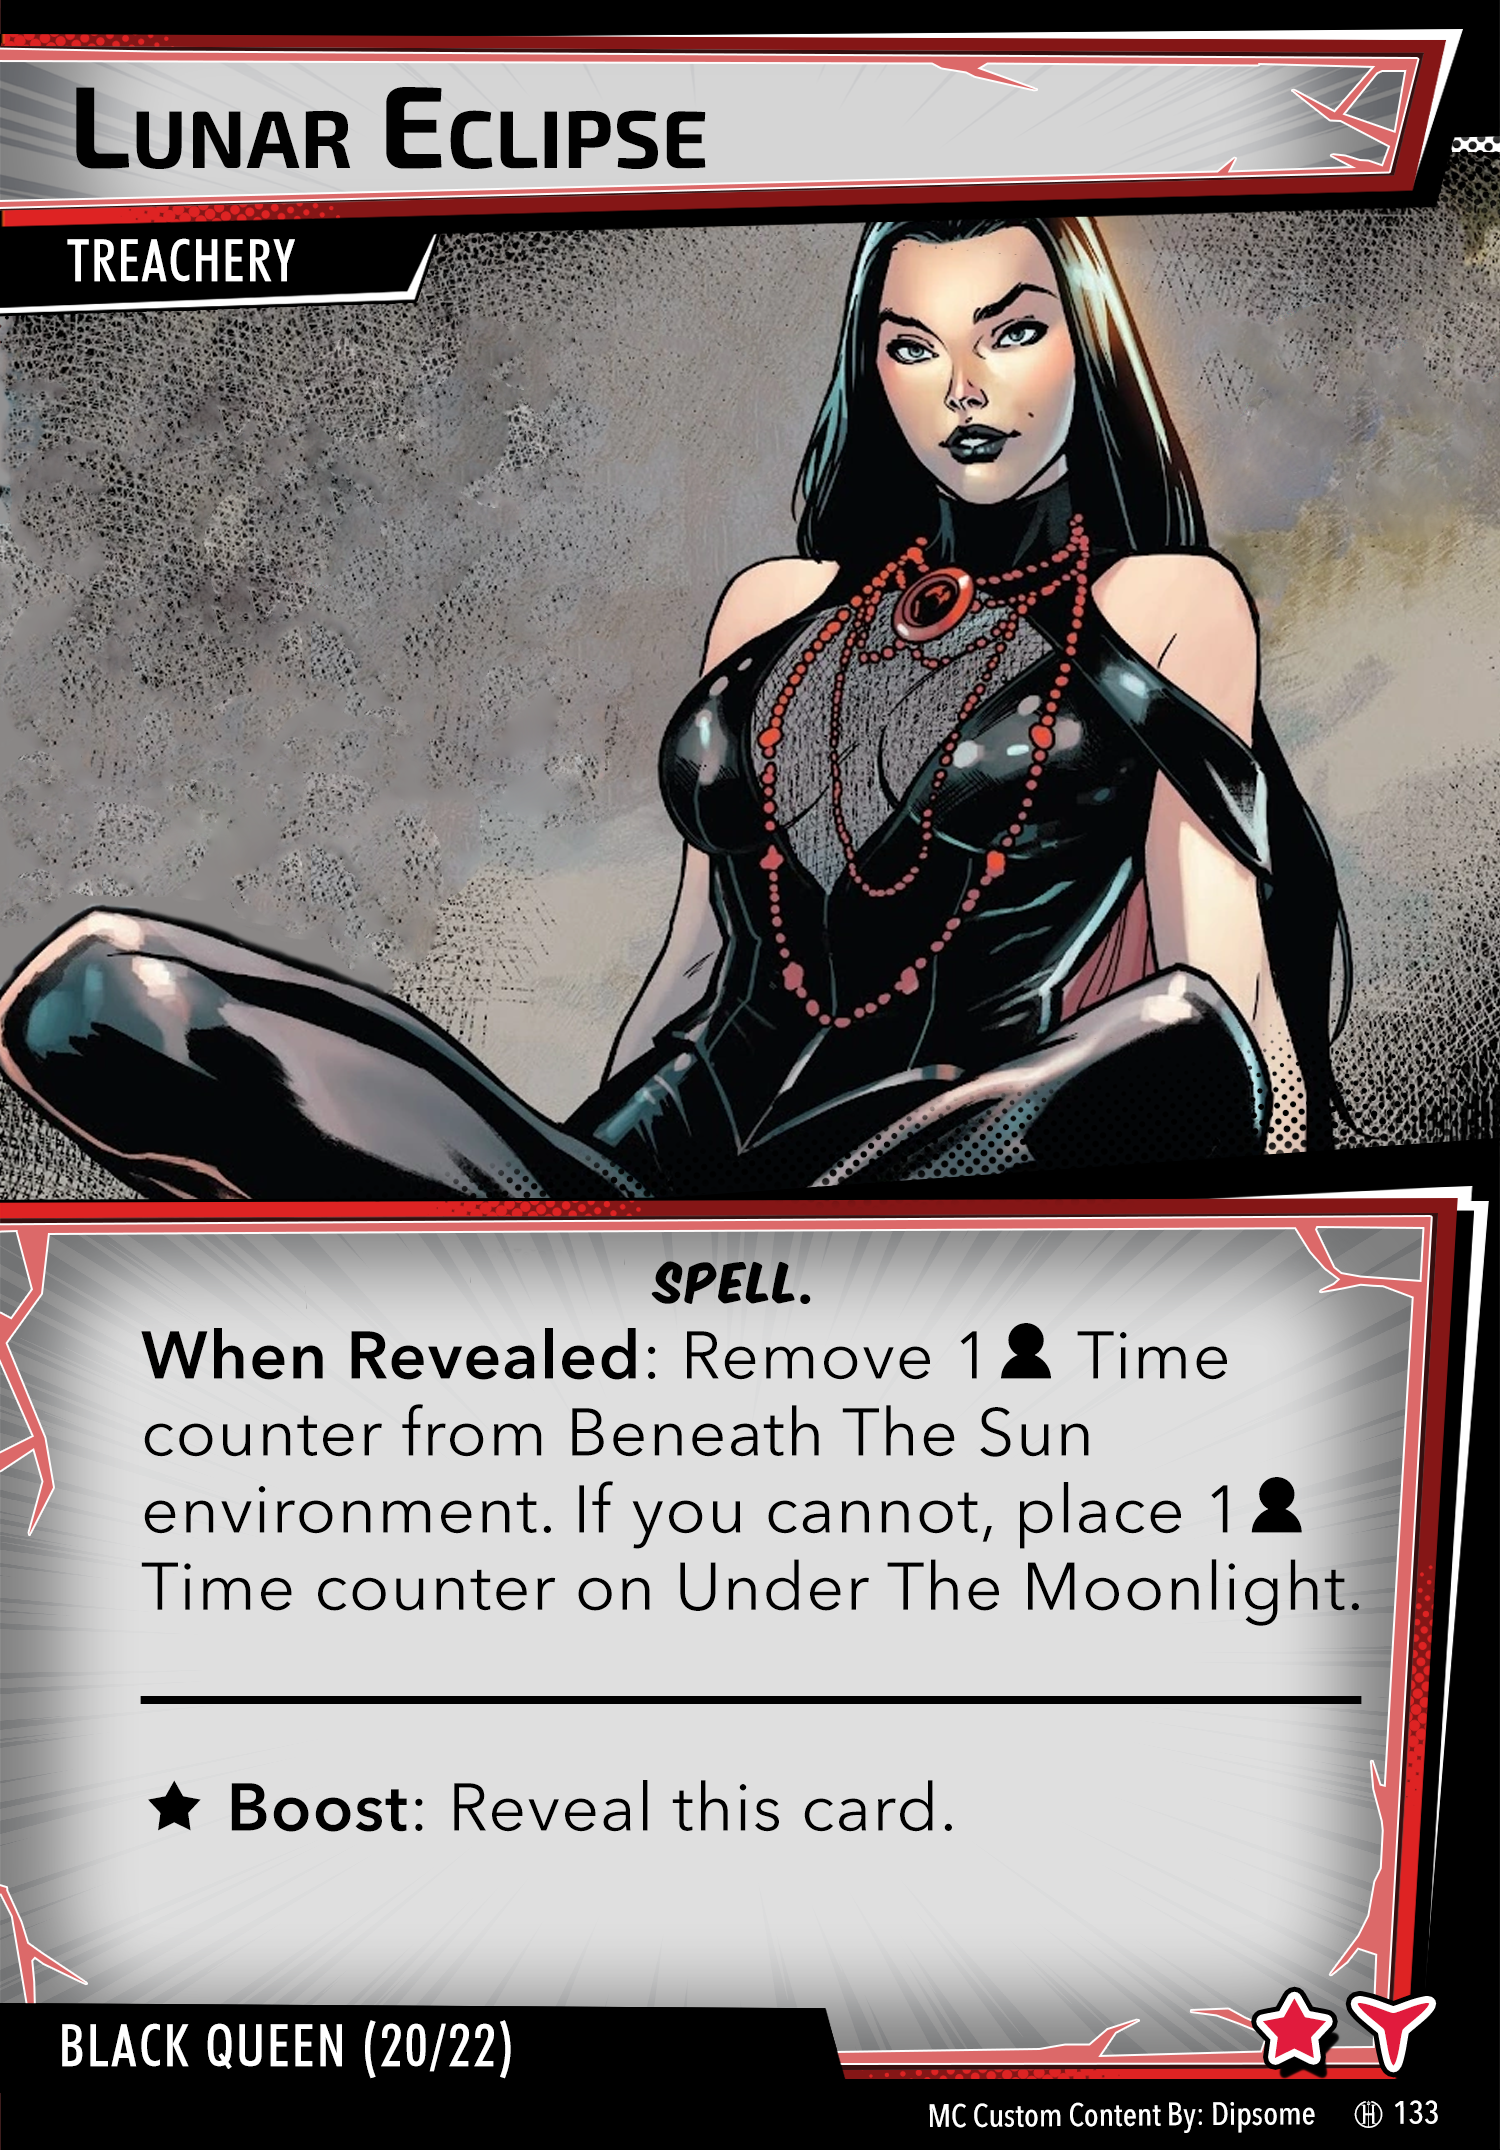 Lunar Eclipse
TREACHERY
SPELL.
When Revealed: Remove 1 Time
counter from Beneath The Sun
environment. If you cannot, place 1
Time counter on Under The Moonlight.
★ Boost: Reveal this card.
BLACK QUEEN (20/22)
MC Custom Content By: Dipsome 133